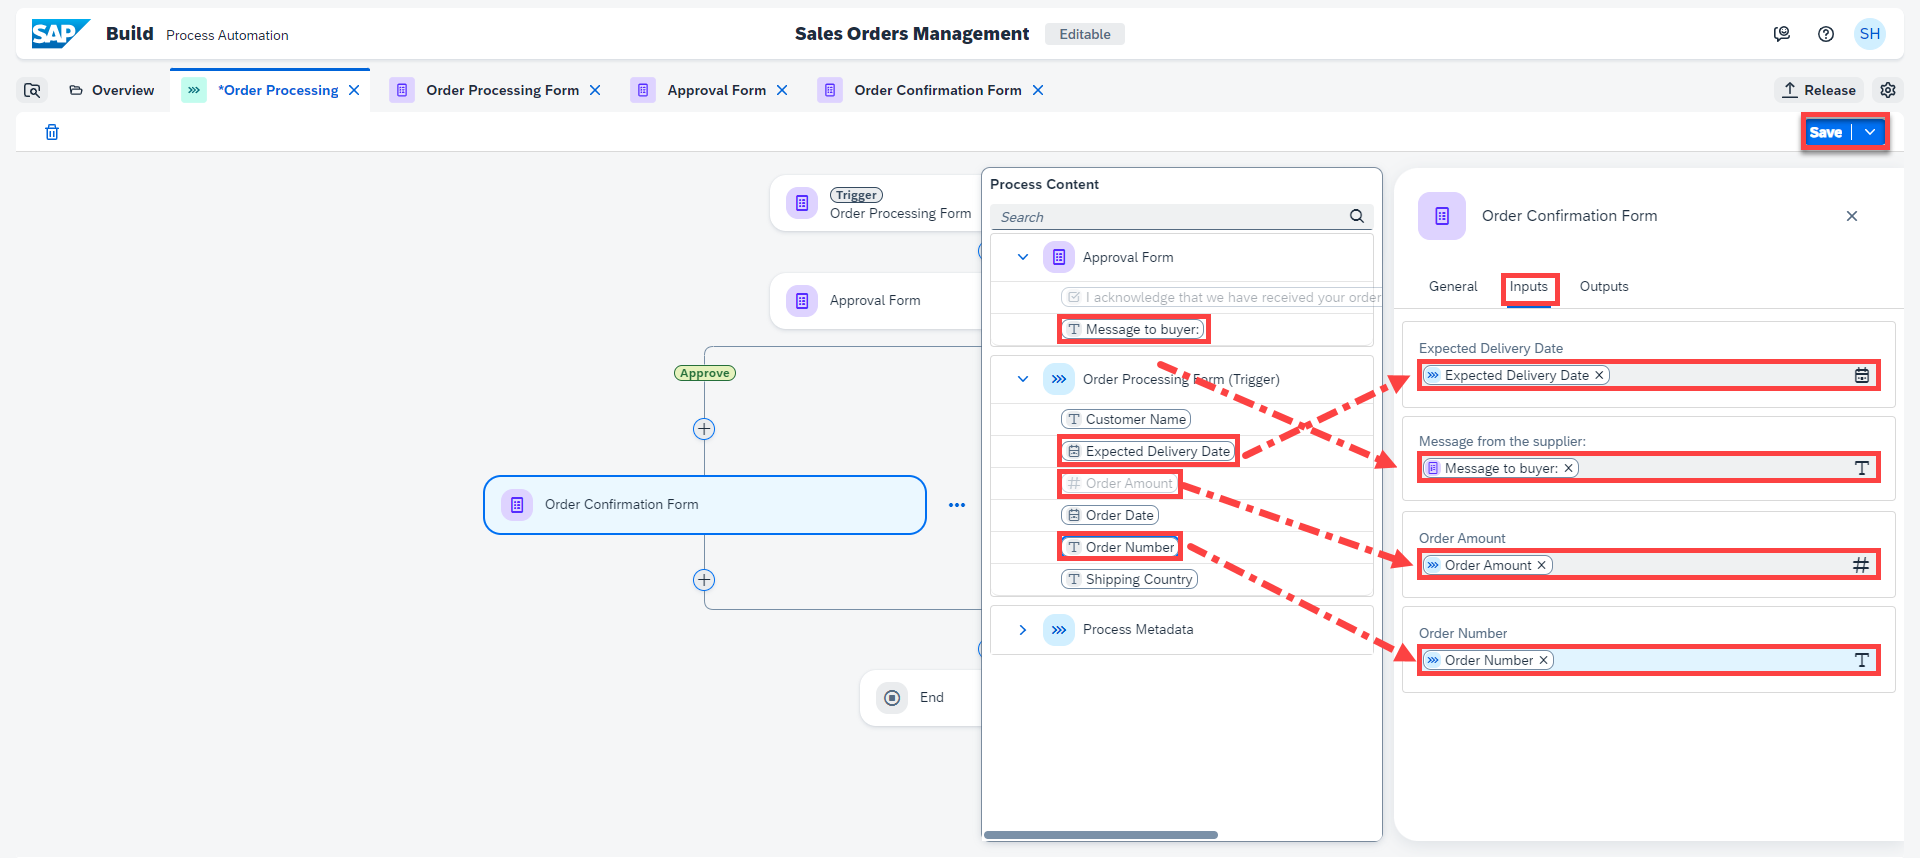 SAP Build Process Automation
Sales Orders Management Editable
SH
Overview
*Order Processing
Order Processing Form
Approval Form
Order Confirmation Form
Release
Save
Trigger
Order Processing Form
Approval Form
Approve
Order Confirmation Form
End
Process Content
Search
Approval Form
I acknowledge that we have received your order
Message to buyer:
Order Processing Form (Trigger)
Customer Name
Expected Delivery Date
Order Amount
Order Date
Order Number
Shipping Country
Process Metadata
Order Confirmation Form
General Inputs Outputs
Expected Delivery Date
Expected Delivery Date
Message from the supplier:
Message to buyer:
Order Amount
Order Amount
Order Number
Order Number